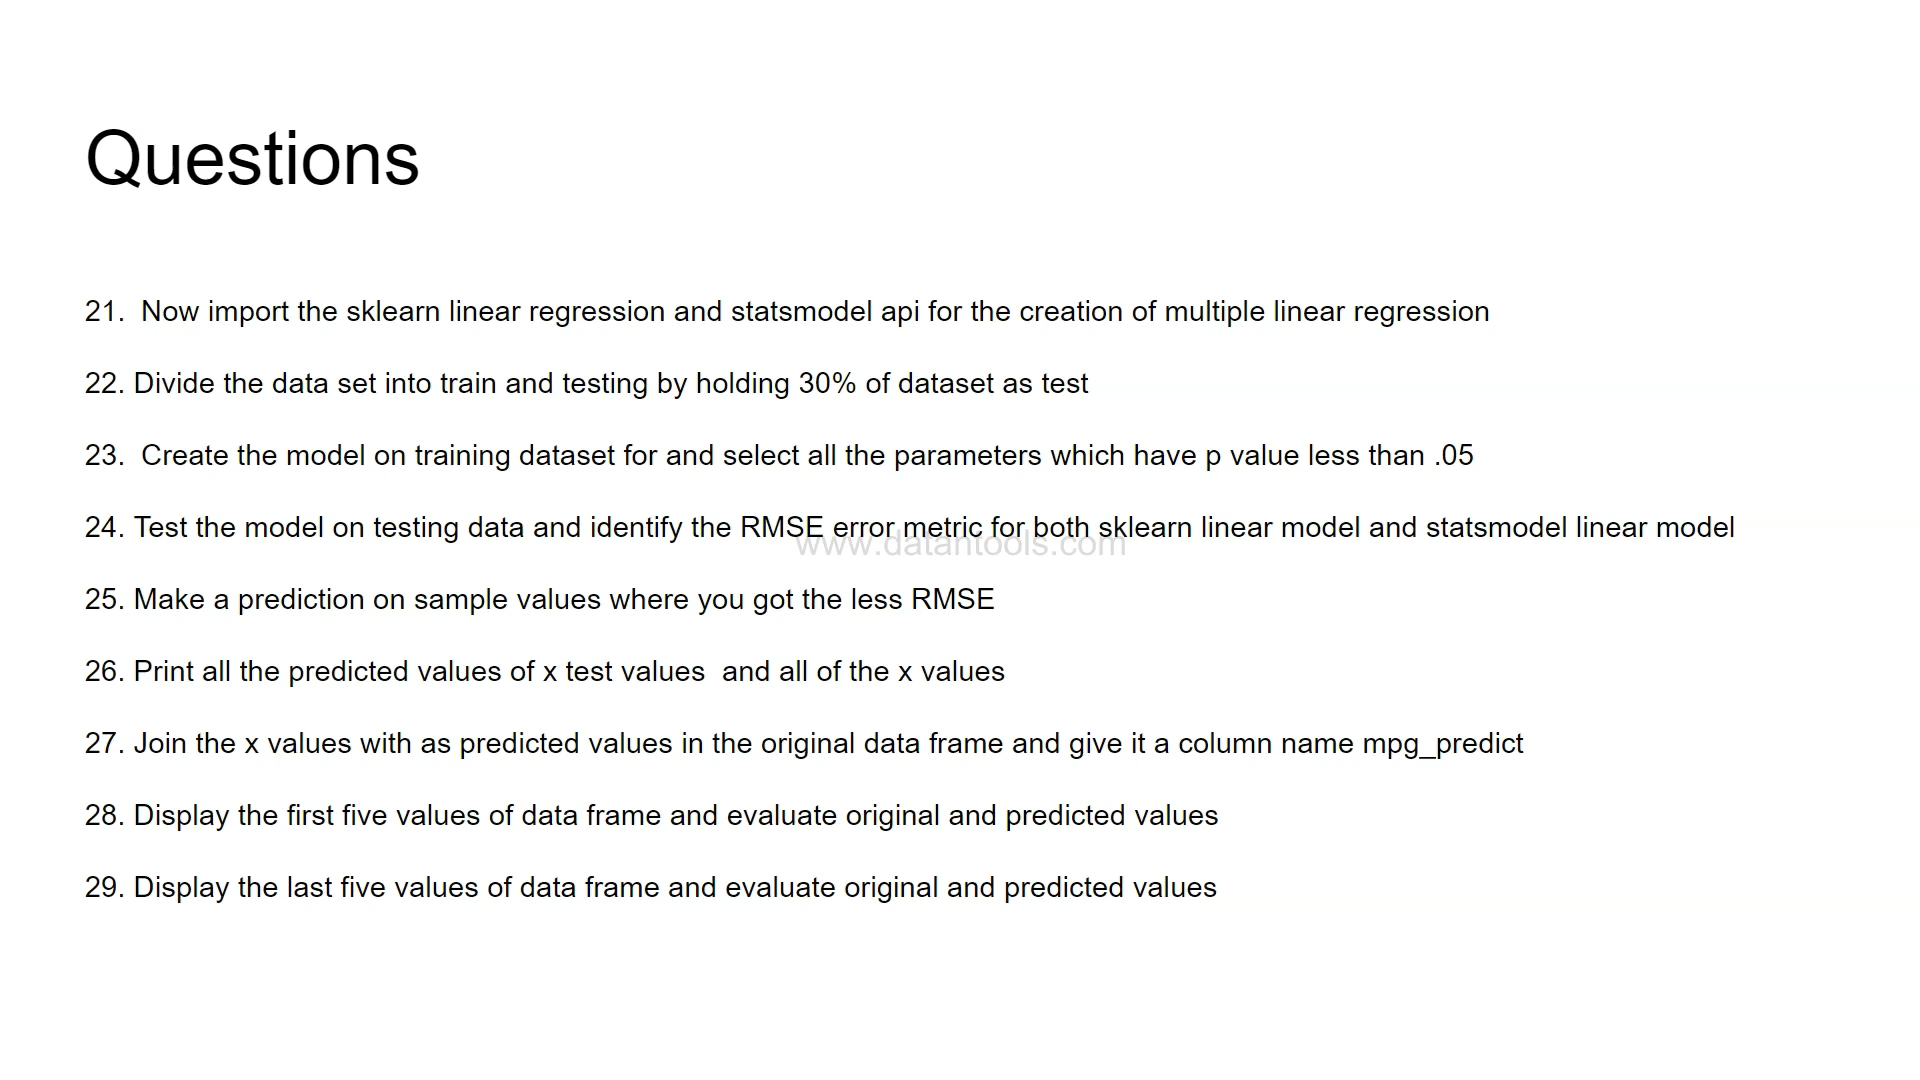 Questions
21.  Now import the sklearn linear regression and statsmodel api for the creation of multiple linear regression
22. Divide the data set into train and testing by holding 30% of dataset as test
23.  Create the model on training dataset for and select all the parameters which have p value less than .05
24. Test the model on testing data and identify the RMSE error metric for both sklearn linear model and statsmodel linear model
www.datantools.com
25. Make a prediction on sample values where you got the less RMSE
26. Print all the predicted values of x test values  and all of the x values
27. Join the x values with as predicted values in the original data frame and give it a column name mpg_predict
28. Display the first five values of data frame and evaluate original and predicted values
29. Display the last five values of data frame and evaluate original and predicted values